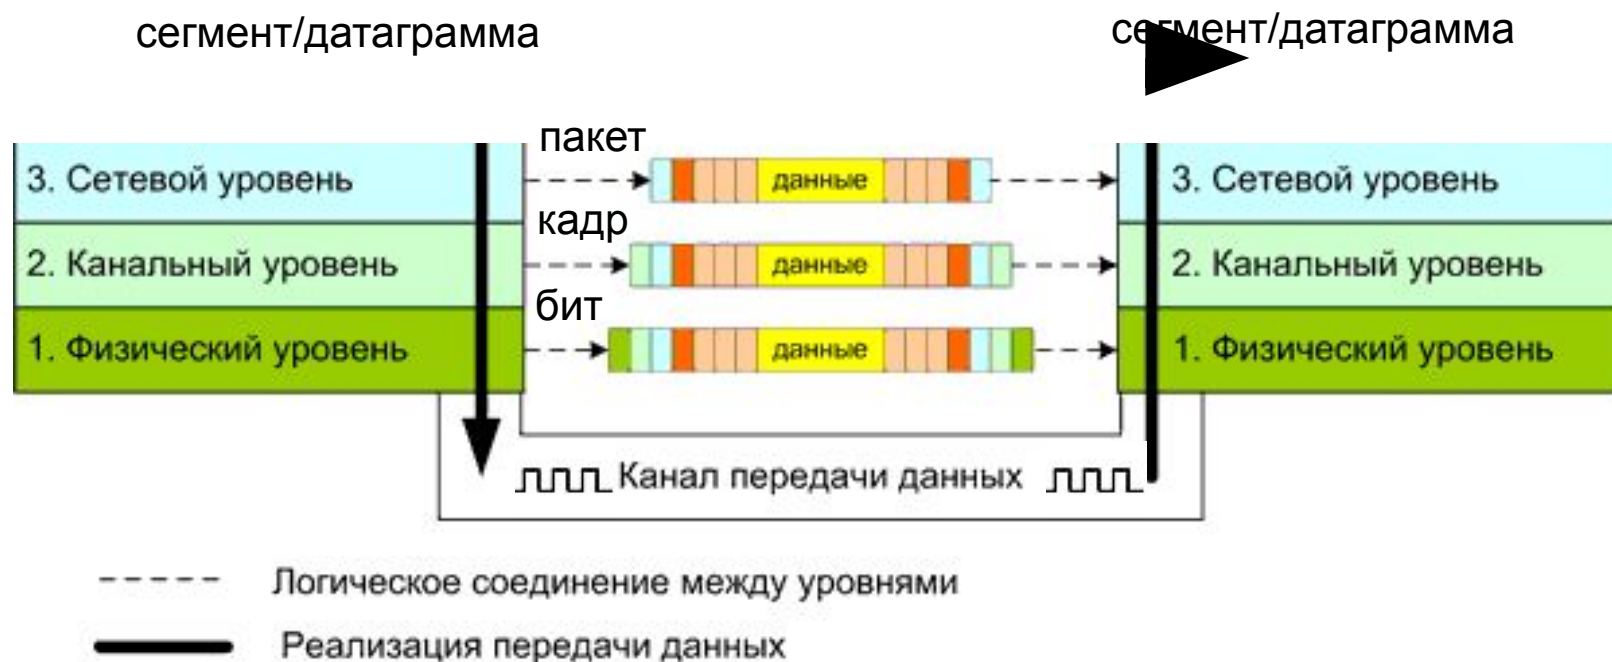 сегмент/датаграмма
сегмент/датаграмма
пакет
3. Сетевой уровень
данные
3. Сетевой уровень
кадр
2. Канальный уровень
данные
2. Канальный уровень
бит
1. Физический уровень
данные
1. Физический уровень
Канал передачи данных
Логическое соединение между уровнями
Реализация передачи данных